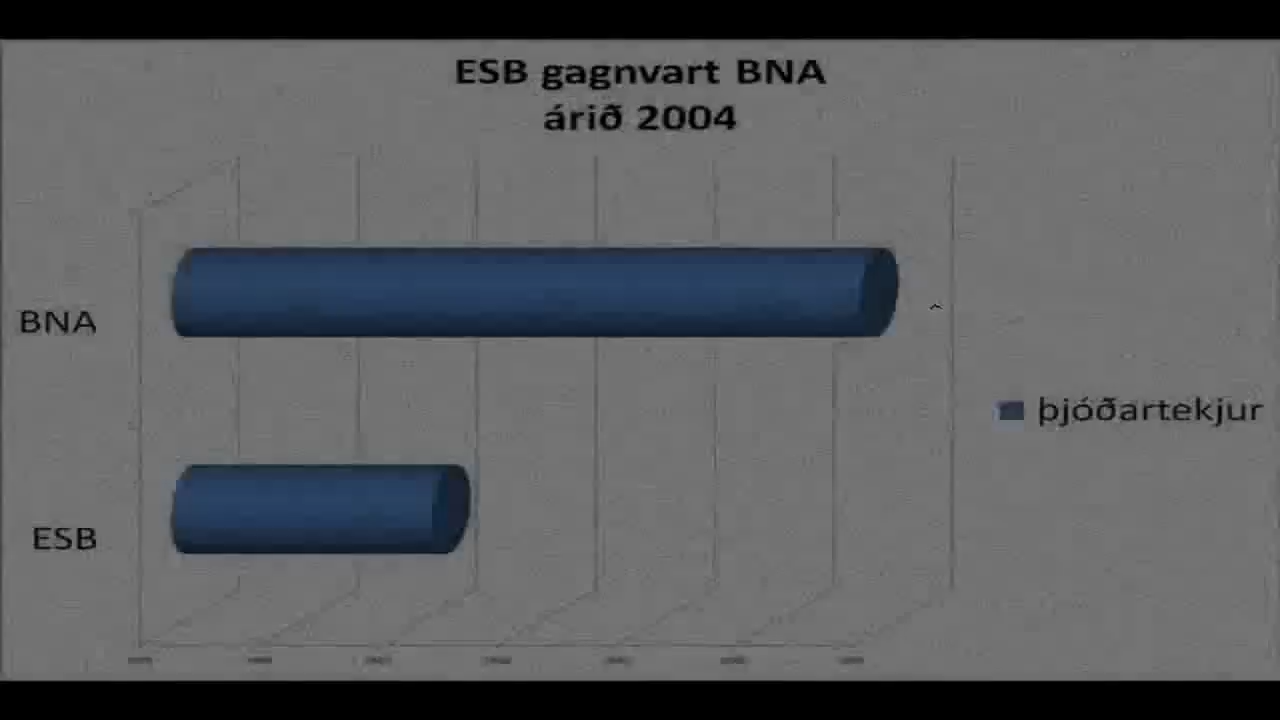 ESB gagnvart BNA
árið 2004
BNA
þjóðartekjur
ESB